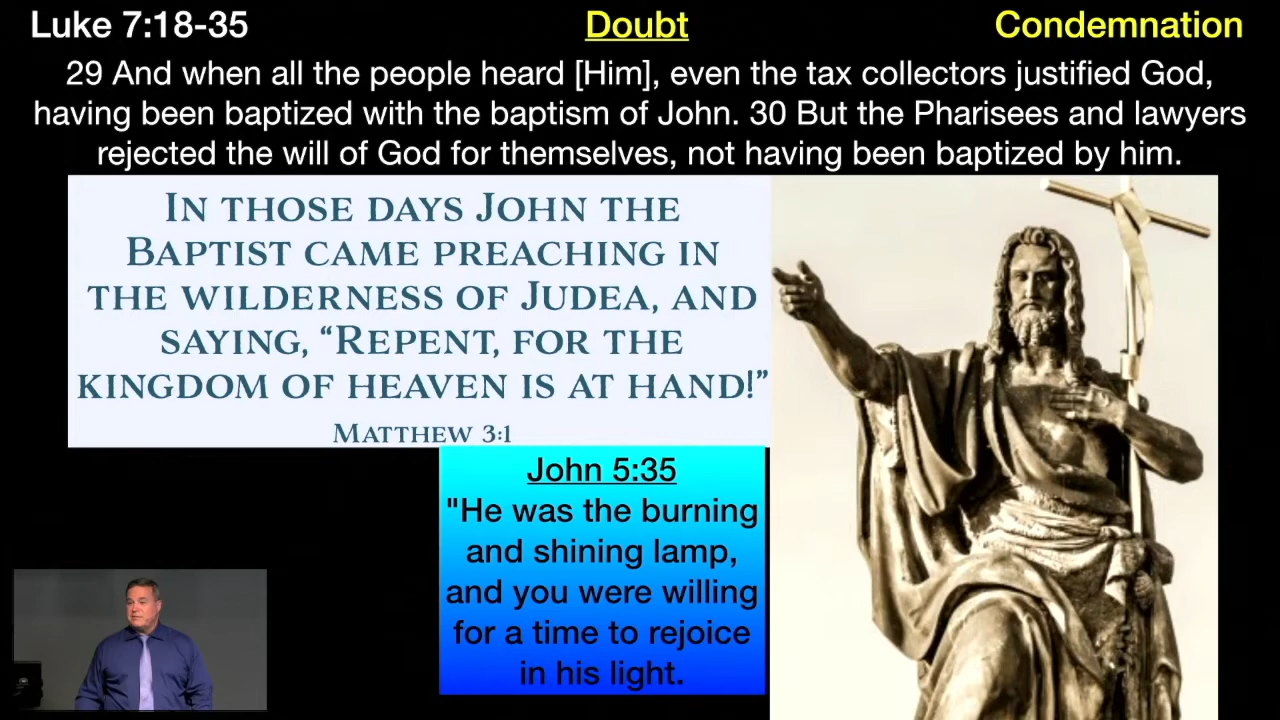 Luke 7:18-35
Doubt
Condemnation
29 And when all the people heard [Him], even the tax collectors justified God,
having been baptized with the baptism of John. 30 But the Pharisees and lawyers
rejected the will of God for themselves, not having been baptized by him.
In those days John the
Baptist came preaching in
the wilderness of Judea, and
saying, “Repent, for the
kingdom of heaven is at hand!”
Matthew 3:1
John 5:35
"He was the burning
and shining lamp,
and you were willing
for a time to rejoice
in his light.